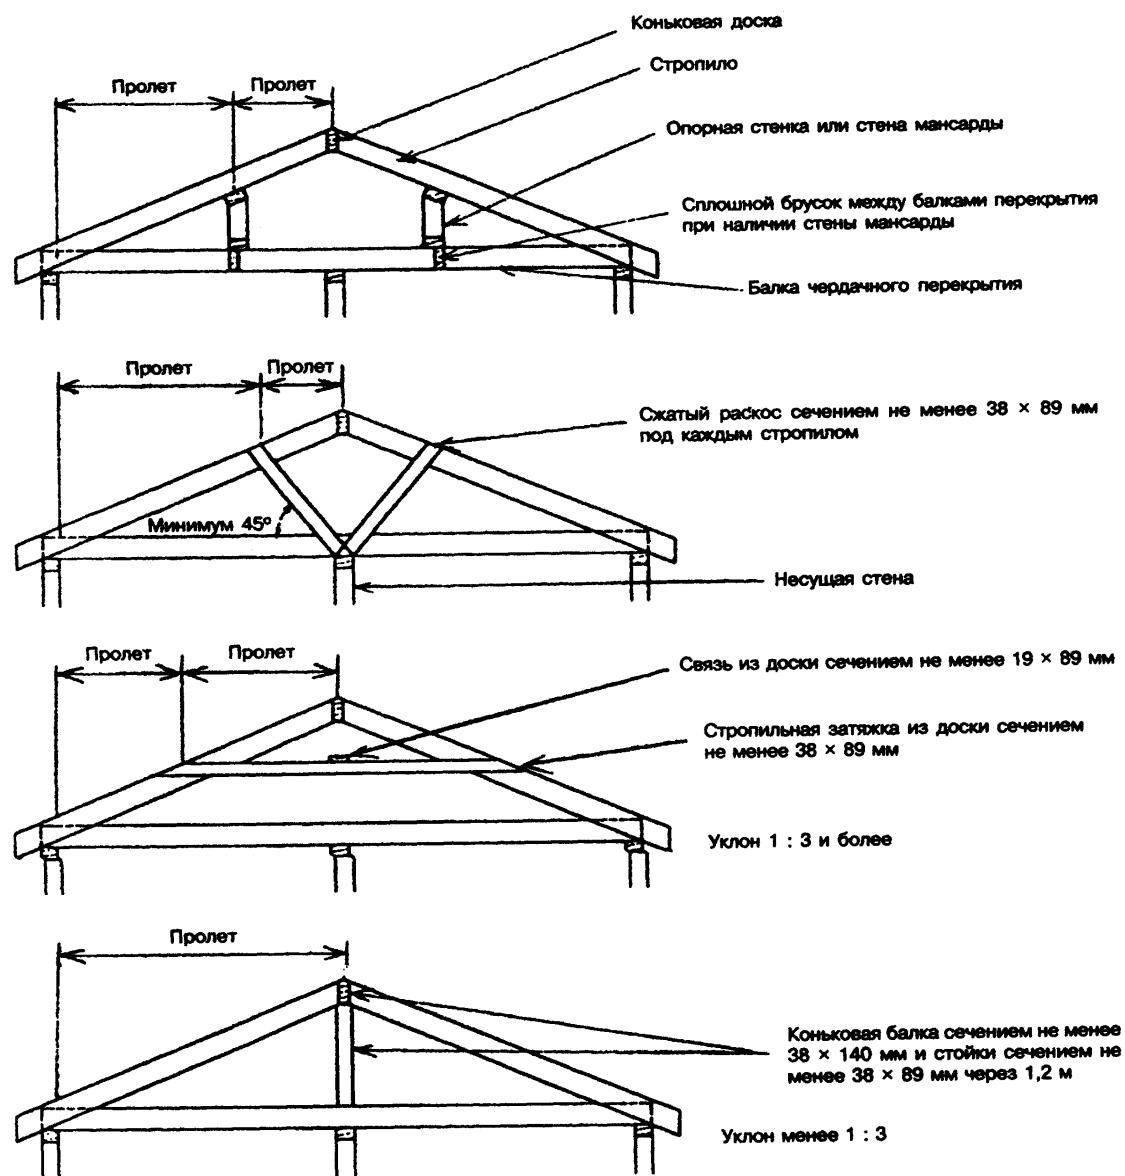 Коньковая доска
Стропило
Пролет
Пролет
Опорная стенка или стена мансарды
Сплошной брусок между балками перекрытия
при наличии стены мансарды
Балка чердачного перекрытия
Пролет
Пролет
Сжатый раскос сечением не менее 38 × 89 мм
под каждым стропилом
Минимум 45°
Несущая стена
Пролет
Пролет
Связь из доски сечением не менее 19 × 89 мм
Стропильная затяжка из доски сечением
не менее 38 × 89 мм
Уклон 1 : 3 и более
Пролет
Коньковая балка сечением не менее
38 × 140 мм и стойки сечением не
менее 38 × 89 мм через 1,2 м
Уклон менее 1 : 3